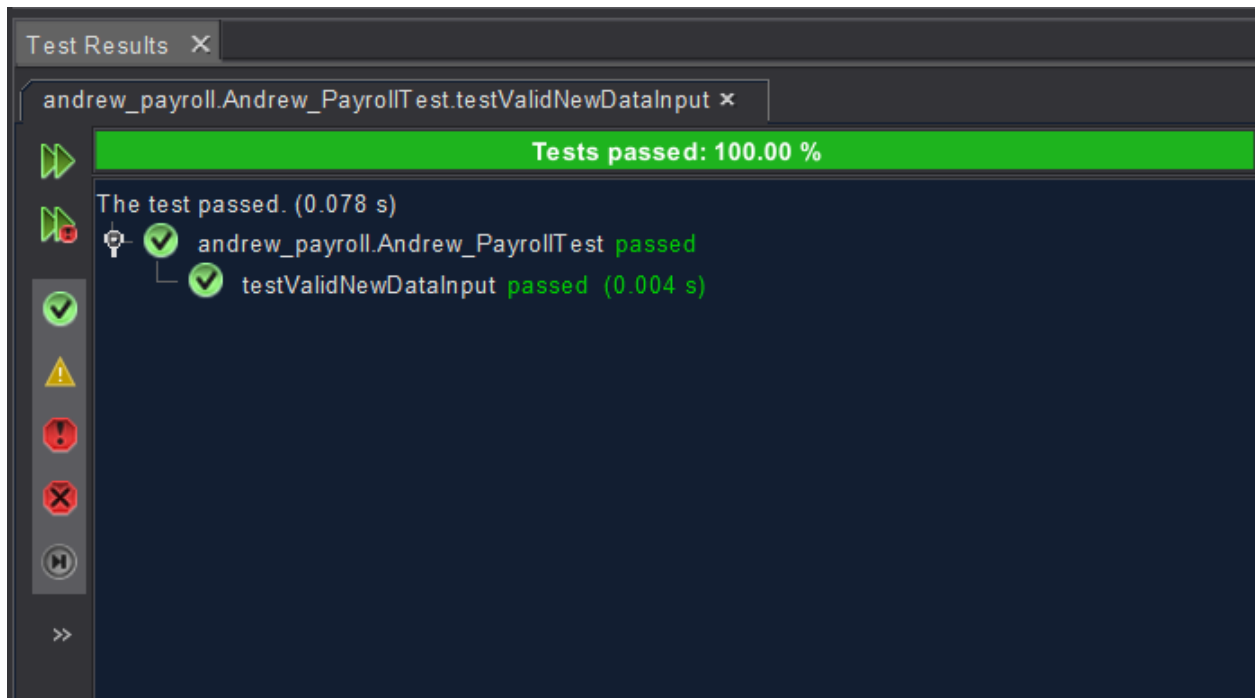 Test Results
andrew_payroll.Andrew_PayrollTest.testValidNewDataInput
Tests passed: 100.00 %
The test passed. (0.078 s)
andrew_payroll.Andrew_PayrollTest passed
testValidNewDataInput passed (0.004 s)